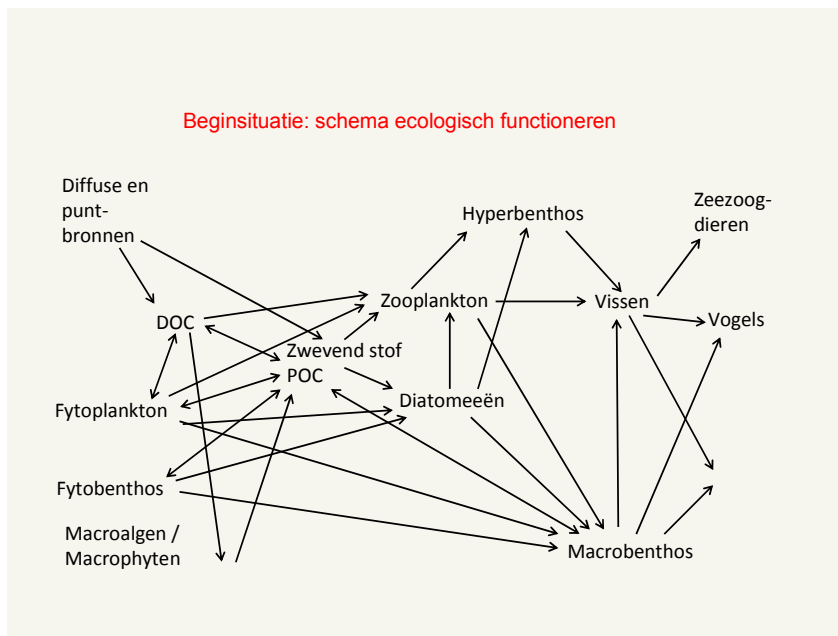 Beginsituatie: schema ecologisch functioneren
Diffuse en
punt-
bronnen
Hyperbenthos
Zeezoog-
dieren
Zooplankton
Vissen
DOC
Vogels
Zwevend stof
POC
Diatomeeën
Fytoplankton
Fytobenthos
Macroalgen /
Macrophyten
Macrobenthos